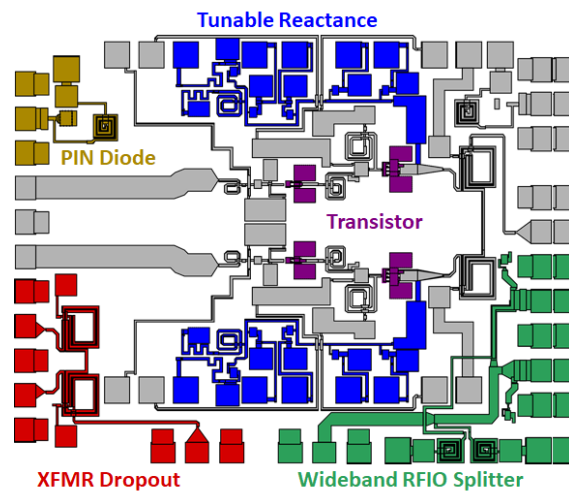 Tunable Reactance
PIN Diode
Transistor
XFMR Dropout
Wideband RFIO Splitter